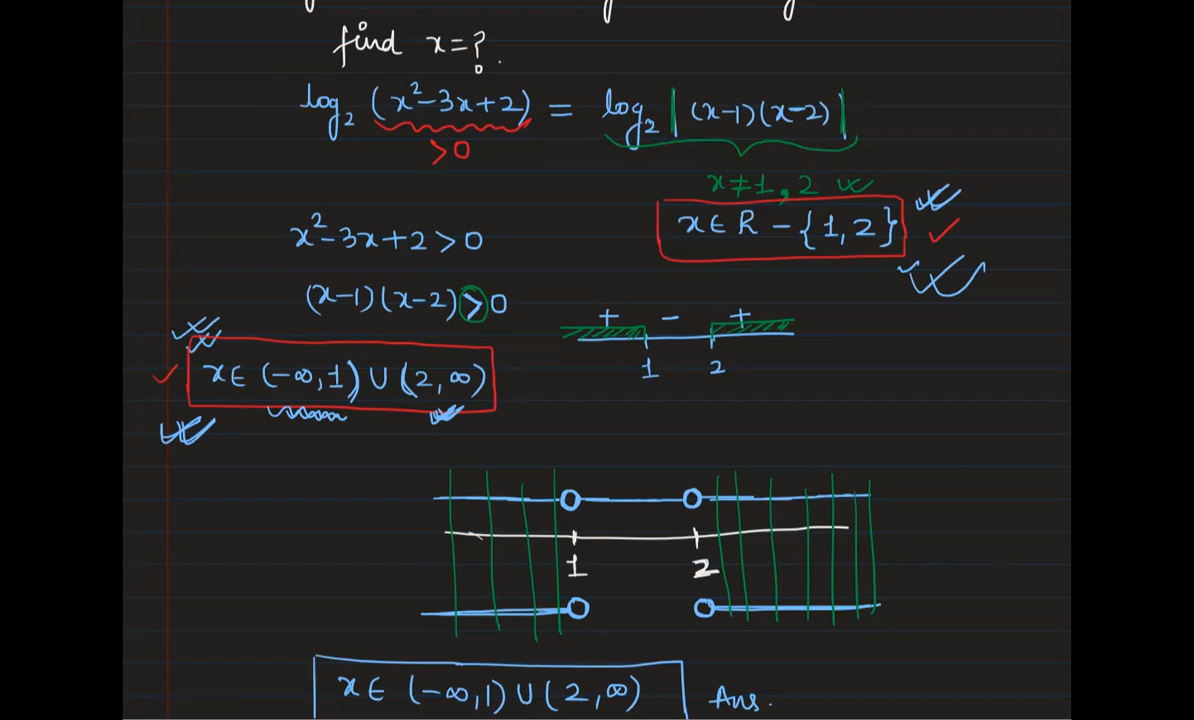 find x=?
log₂ (x²-3x+2) = log₂ |(x-1)(x-2)|
>0
x≠1, 2
x∈R-{1,2}
x²-3x+2>0
(x-1)(x-2)>0
+ - +
1 2
x∈ (-∞,1) ∪ (2,∞)
1 2
x∈ (-∞,1) ∪ (2,∞) Ans.